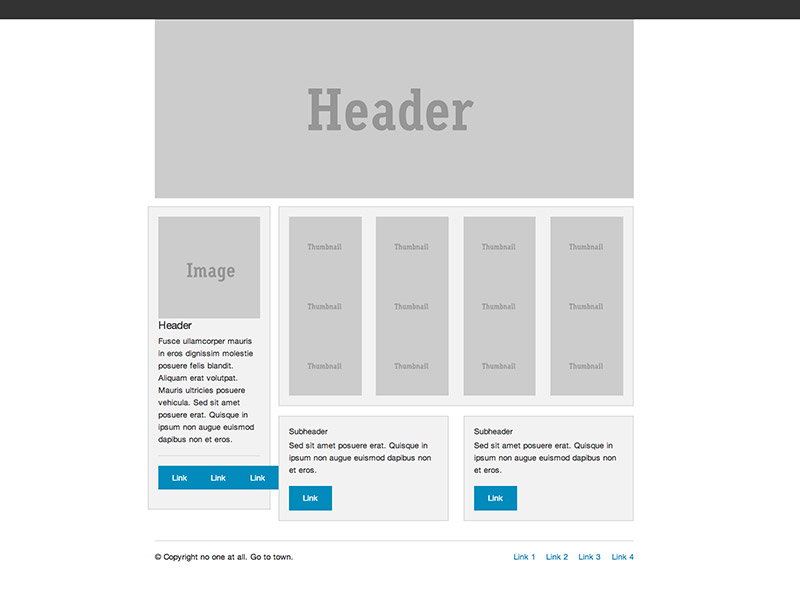 Header
Image
Header
Fusce ullamcorper mauris
in eros dignissim molestie
posuere felis blandit.
Aliquam erat volutpat.
Mauris ultricies posuere
vehicula. Sed sit amet
posuere erat. Quisque in
ipsum non augue euismod
dapibus non et eros.
Link Link Link
Thumbnail Thumbnail Thumbnail Thumbnail
Thumbnail Thumbnail Thumbnail Thumbnail
Thumbnail Thumbnail Thumbnail Thumbnail
Subheader
Sed sit amet posuere erat. Quisque in
ipsum non augue euismod dapibus non
et eros.
Link
Subheader
Sed sit amet posuere erat. Quisque in
ipsum non augue euismod dapibus non
et eros.
Link
© Copyright no one at all. Go to town.
Link 1 Link 2 Link 3 Link 4